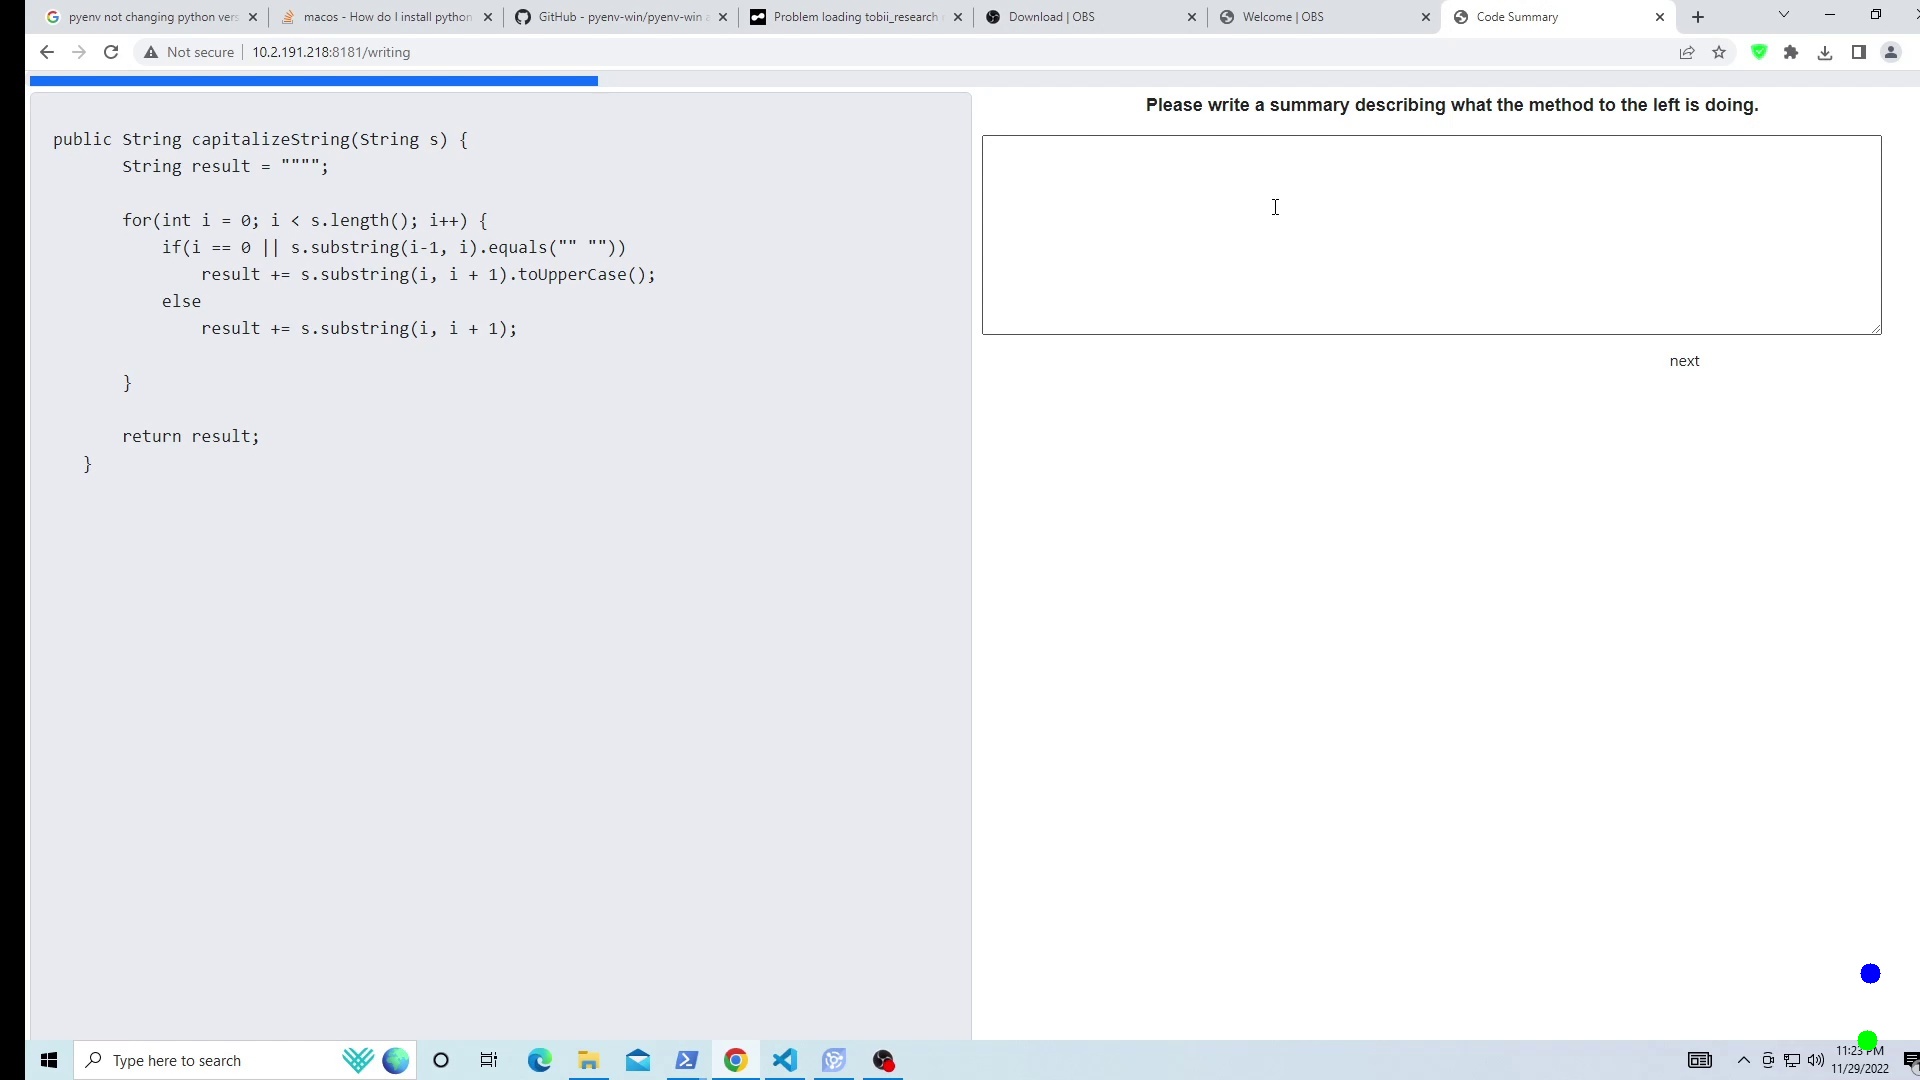 pyenv not changing python vers
macos - How do I install python
GitHub - pyenv-win/pyenv-win
Problem loading tobii_research
Download | OBS
Welcome | OBS
Code Summary
Not secure
10.2.191.218:8181/writing
public String capitalizeString(String s) {
String result = """";
for(int i = 0; i < s.length(); i++) {
if(i == 0 || s.substring(i-1, i).equals("" ""))
result += s.substring(i, i + 1).toUpperCase();
else
result += s.substring(i, i + 1);
}
return result;
}
Please write a summary describing what the method to the left is doing.
next
Type here to search
11:23 PM
11/29/2022